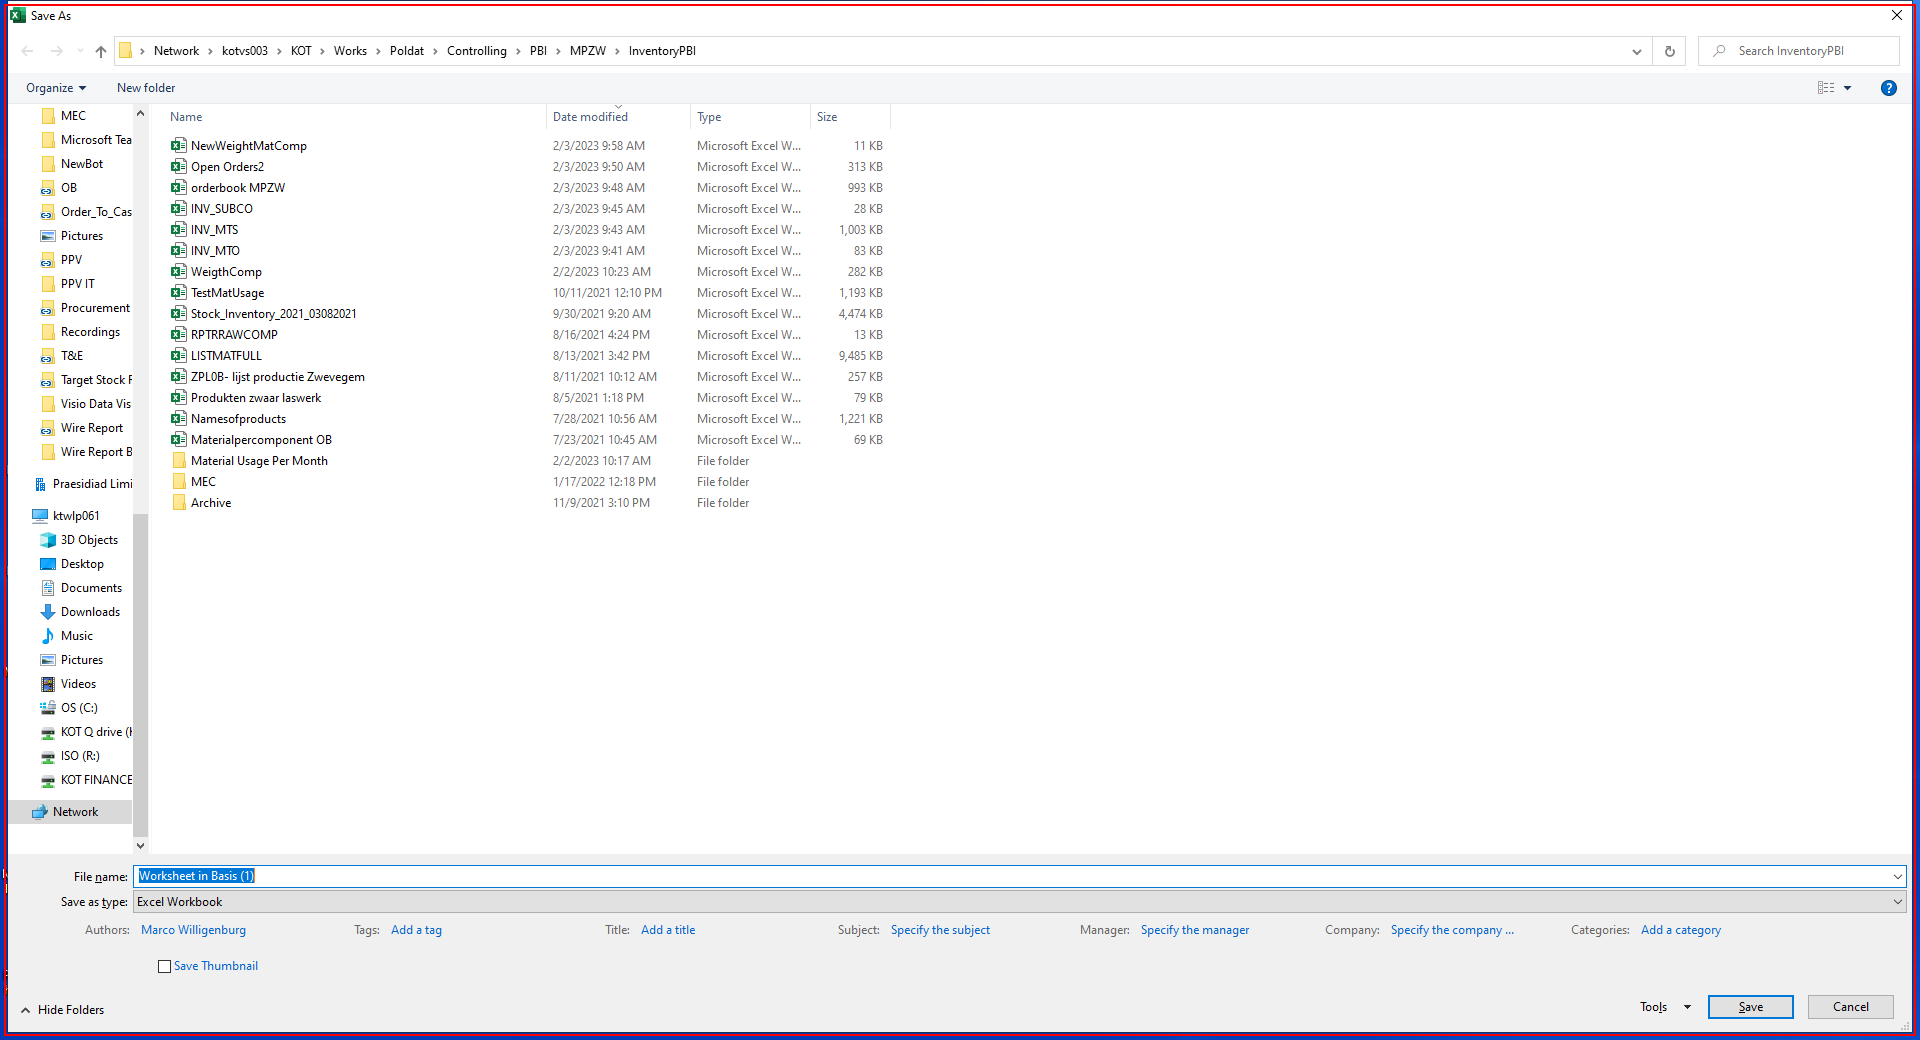 Save As
Network > kotvs003 > KOT > Works > Poldat > Controlling > PBI > MPZW > InventoryPBI
Search InventoryPBI
Organize
New folder
MEC
Microsoft Tea
NewBot
OB
Order_To_Cas
Pictures
PPV
PPV IT
Procurement
Recordings
T&E
Target Stock F
Visio Data Vis
Wire Report
Wire Report B
Praesidiad Limi
ktwlp061
3D Objects
Desktop
Documents
Downloads
Music
Pictures
Videos
OS (C:)
KOT Q drive (
ISO (R:)
KOT FINANCE
Network
Name Date modified Type Size
NewWeightMatComp 2/3/2023 9:58 AM Microsoft Excel W... 11 KB
Open Orders2 2/3/2023 9:50 AM Microsoft Excel W... 313 KB
orderbook MPZW 2/3/2023 9:48 AM Microsoft Excel W... 993 KB
INV_SUBCO 2/3/2023 9:45 AM Microsoft Excel W... 28 KB
INV_MTS 2/3/2023 9:43 AM Microsoft Excel W... 1,003 KB
INV_MTO 2/3/2023 9:41 AM Microsoft Excel W... 83 KB
WeigthComp 2/2/2023 10:23 AM Microsoft Excel W... 282 KB
TestMatUsage 10/11/2021 12:10 PM Microsoft Excel W... 1,193 KB
Stock_Inventory_2021_03082021 9/30/2021 9:20 AM Microsoft Excel W... 4,474 KB
RPTRRAWCOMP 8/16/2021 4:24 PM Microsoft Excel W... 13 KB
LISTMATFULL 8/13/2021 3:42 PM Microsoft Excel W... 9,485 KB
ZPL0B- lijst productie Zwevegem 8/11/2021 10:12 AM Microsoft Excel W... 257 KB
Produkten zwaar laswerk 8/5/2021 1:18 PM Microsoft Excel W... 79 KB
Namesofproducts 7/28/2021 10:56 AM Microsoft Excel W... 1,221 KB
Materialpercomponent OB 7/23/2021 10:45 AM Microsoft Excel W... 69 KB
Material Usage Per Month 2/2/2023 10:17 AM File folder
MEC 1/17/2022 12:18 PM File folder
Archive 11/9/2021 3:10 PM File folder
File name: Worksheet in Basis (1)
Save as type: Excel Workbook
Authors: Marco Willigenburg Tags: Add a tag Title: Add a title Subject: Specify the subject Manager: Specify the manager Company: Specify the company ... Categories: Add a category
Save Thumbnail
Hide Folders
Tools
Save
Cancel